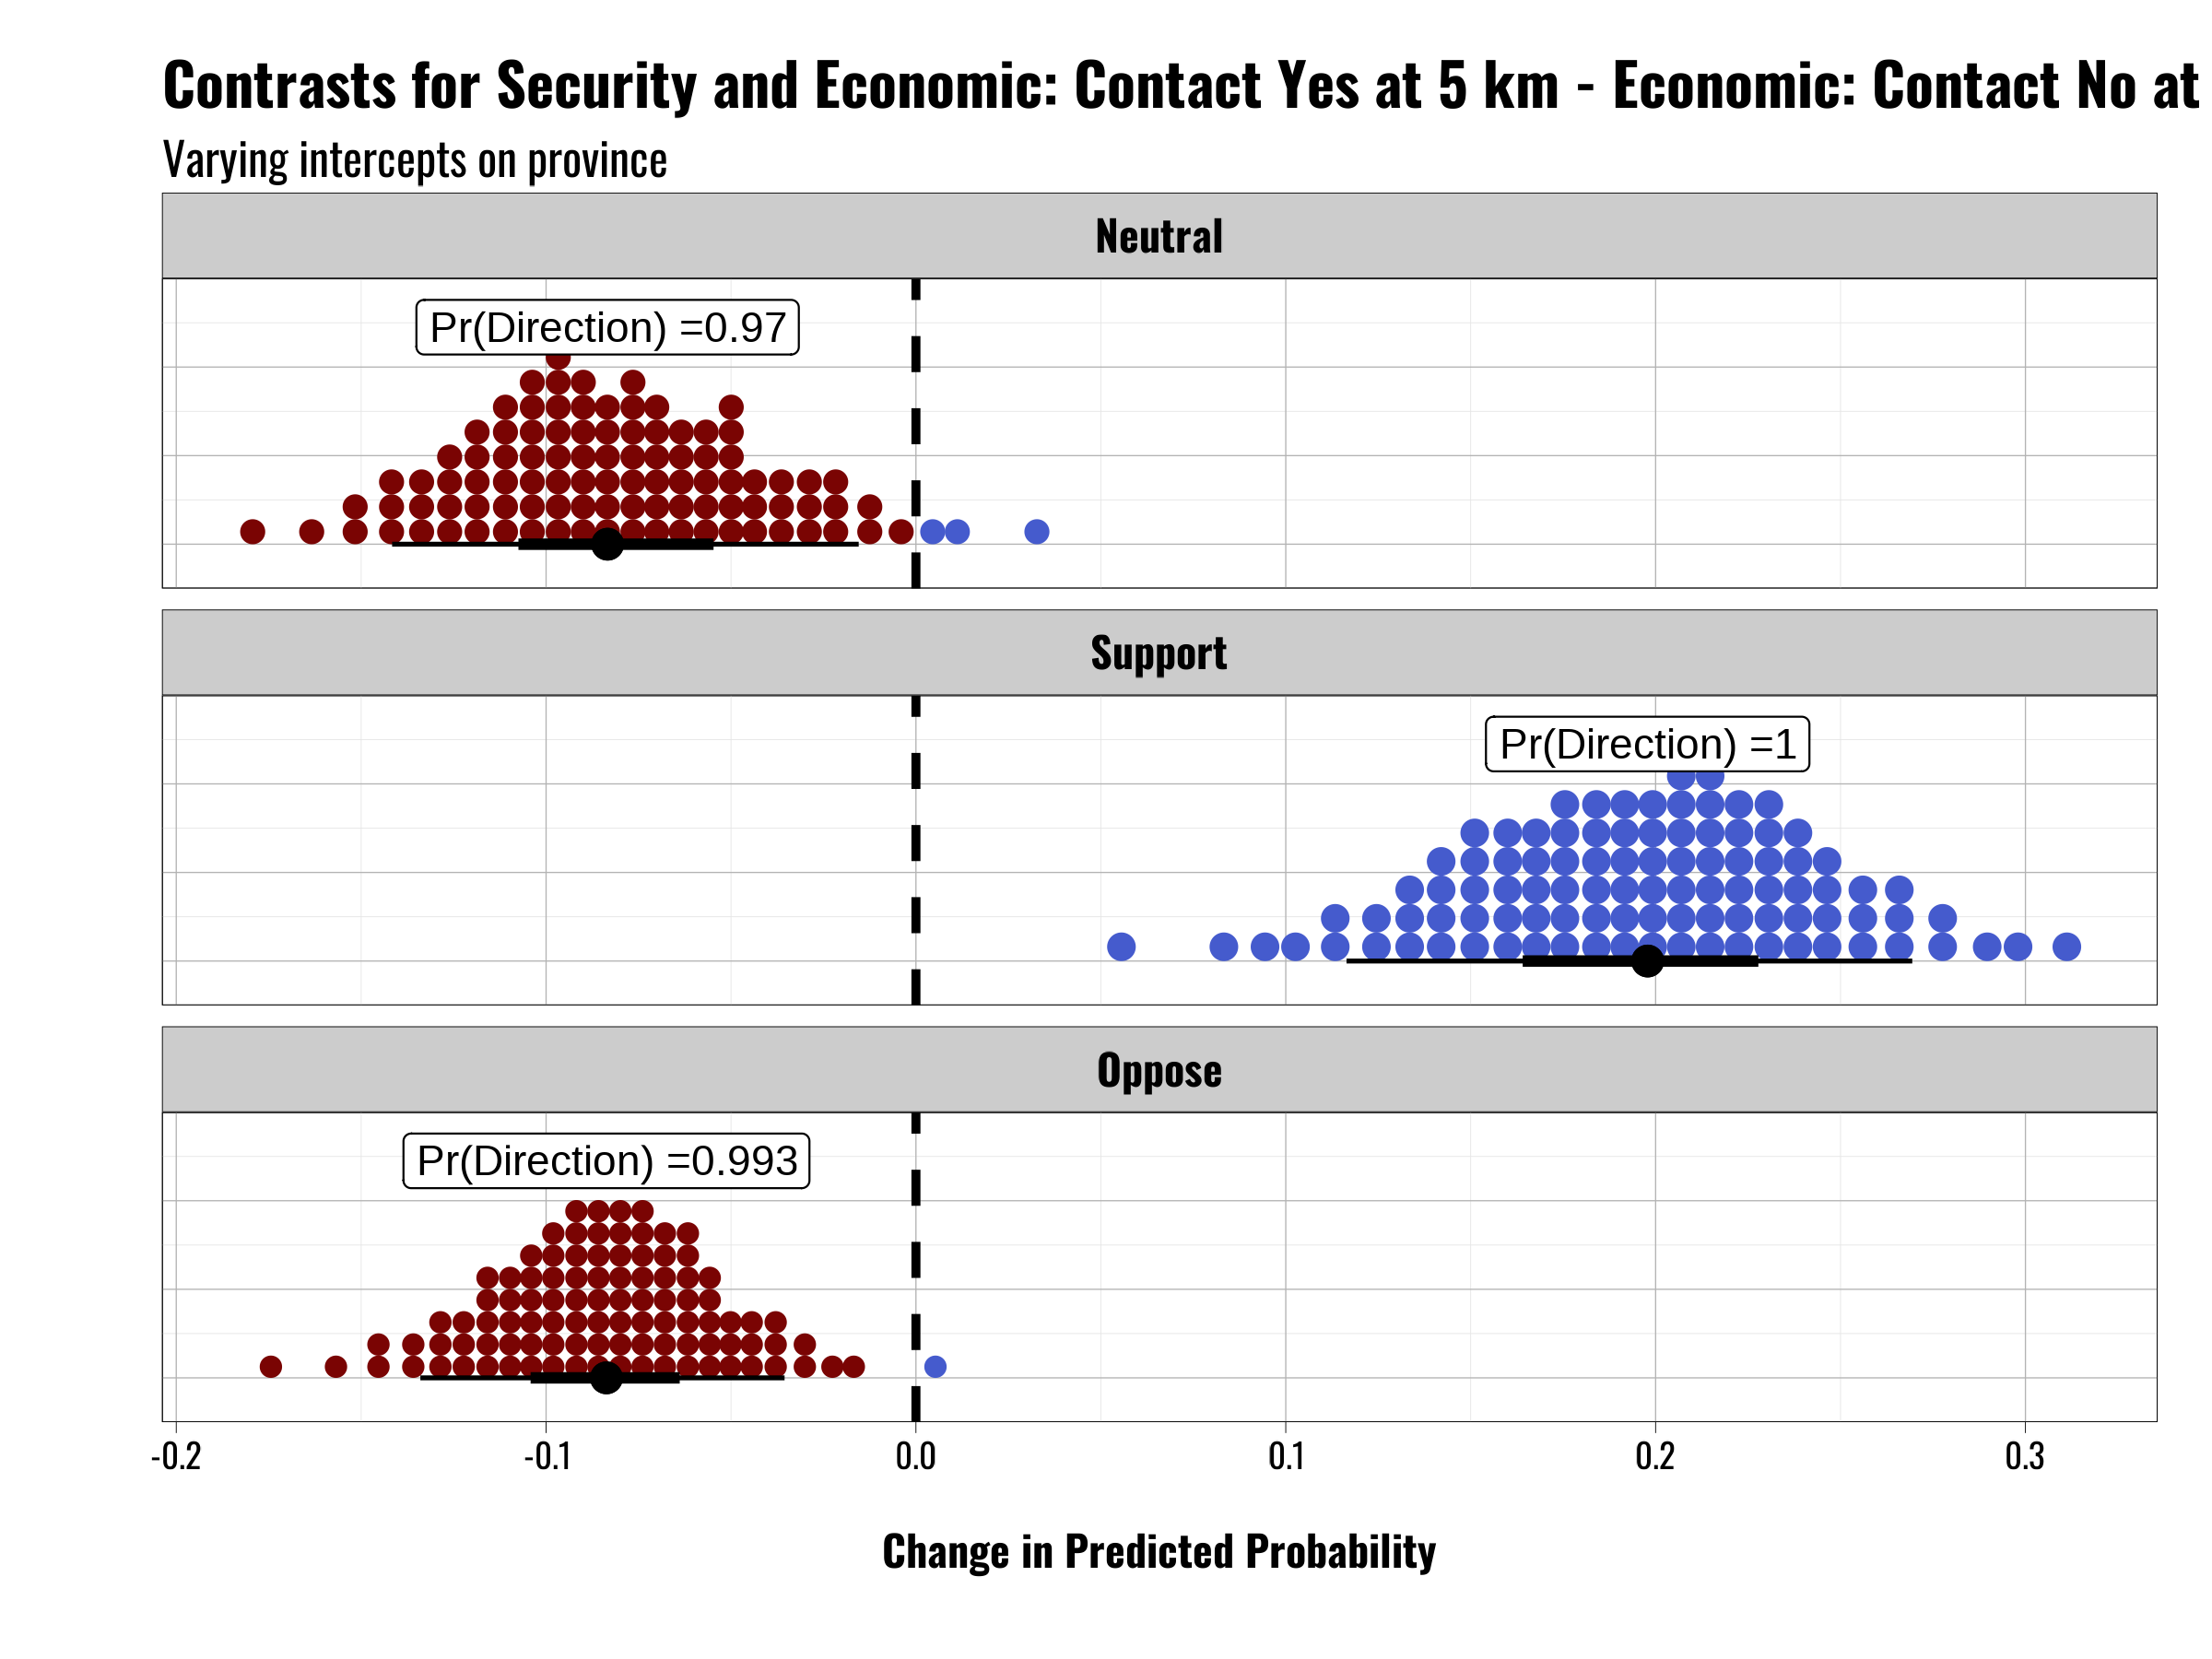 Contrasts for Security and Economic: Contact Yes at 5 km - Economic: Contact No at
Varying intercepts on province
Neutral
Pr(Direction) =0.97
Support
Pr(Direction) =1
Oppose
Pr(Direction) =0.993
-0.2 -0.1 0.0 0.1 0.2 0.3
Change in Predicted Probability